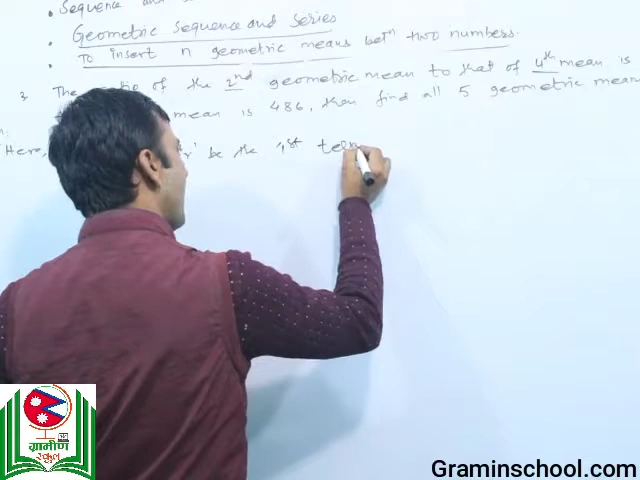 • Sequence and
• Geometric Sequence and Series
• To insert n geometric means betⁿ two numbers.
The ratio of the 2nd geometric mean to that of 4th mean is
mean is 486, then find all 5 geometric mean
Here, 'r' be the 1st term
ग्रामीण
स्कुल
Graminschool.com